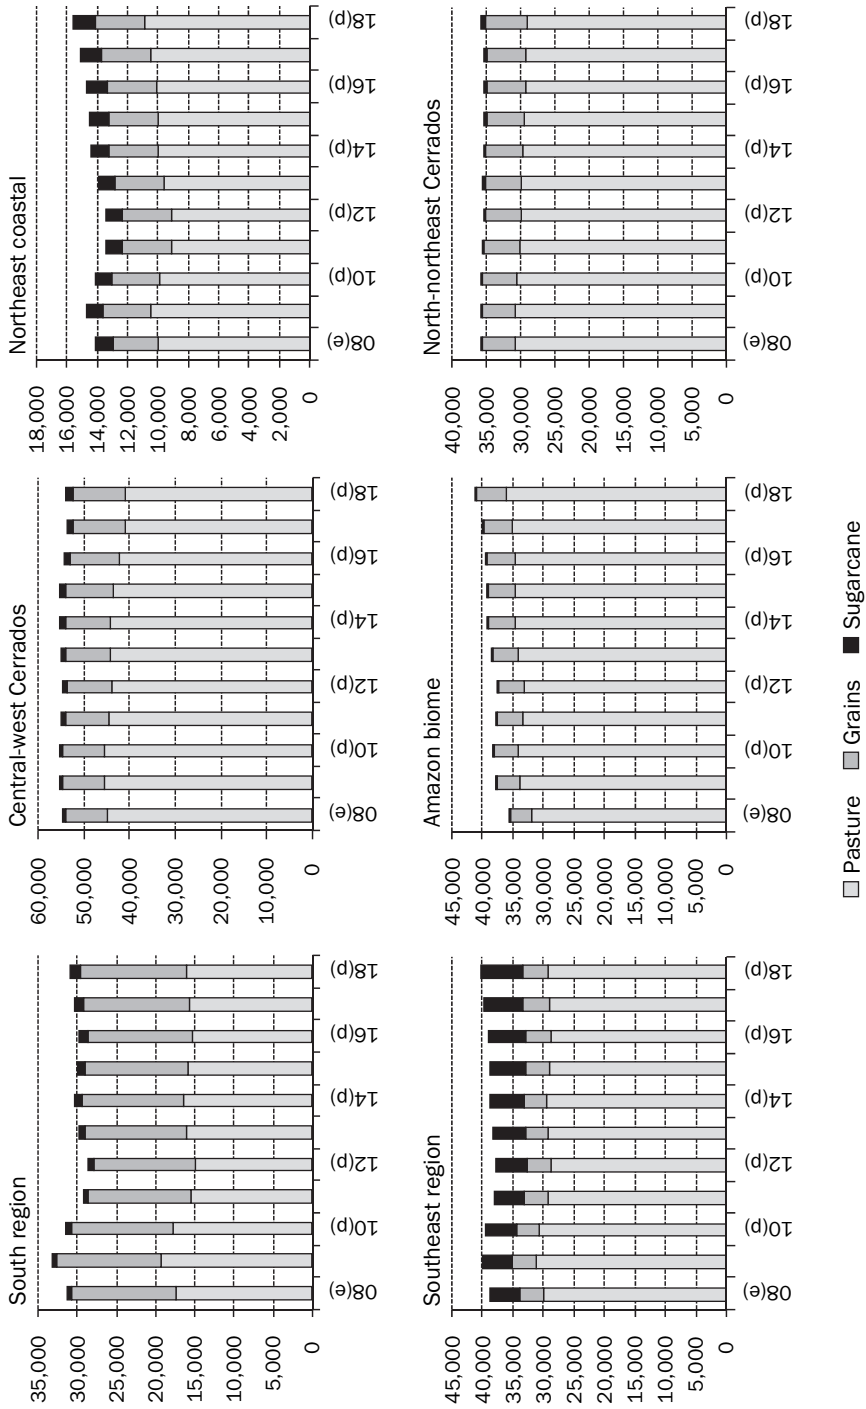 South region
35,000
30,000
25,000
20,000
15,000
10,000
5,000
0
08(e)
10(p)
12(p)
14(p)
16(p)
18(p)
Central-west Cerrados
60,000
50,000
40,000
30,000
20,000
10,000
0
08(e)
10(p)
12(p)
14(p)
16(p)
18(p)
Northeast coastal
18,000
16,000
14,000
12,000
10,000
8,000
6,000
4,000
2,000
0
08(e)
10(p)
12(p)
14(p)
16(p)
18(p)
Southeast region
45,000
40,000
35,000
30,000
25,000
20,000
15,000
10,000
5,000
0
08(e)
10(p)
12(p)
14(p)
16(p)
18(p)
Amazon biome
45,000
40,000
35,000
30,000
25,000
20,000
15,000
10,000
5,000
0
08(e)
10(p)
12(p)
14(p)
16(p)
18(p)
North-northeast Cerrados
40,000
35,000
30,000
25,000
20,000
15,000
10,000
5,000
0
08(e)
10(p)
12(p)
14(p)
16(p)
18(p)
Pasture Grains Sugarcane